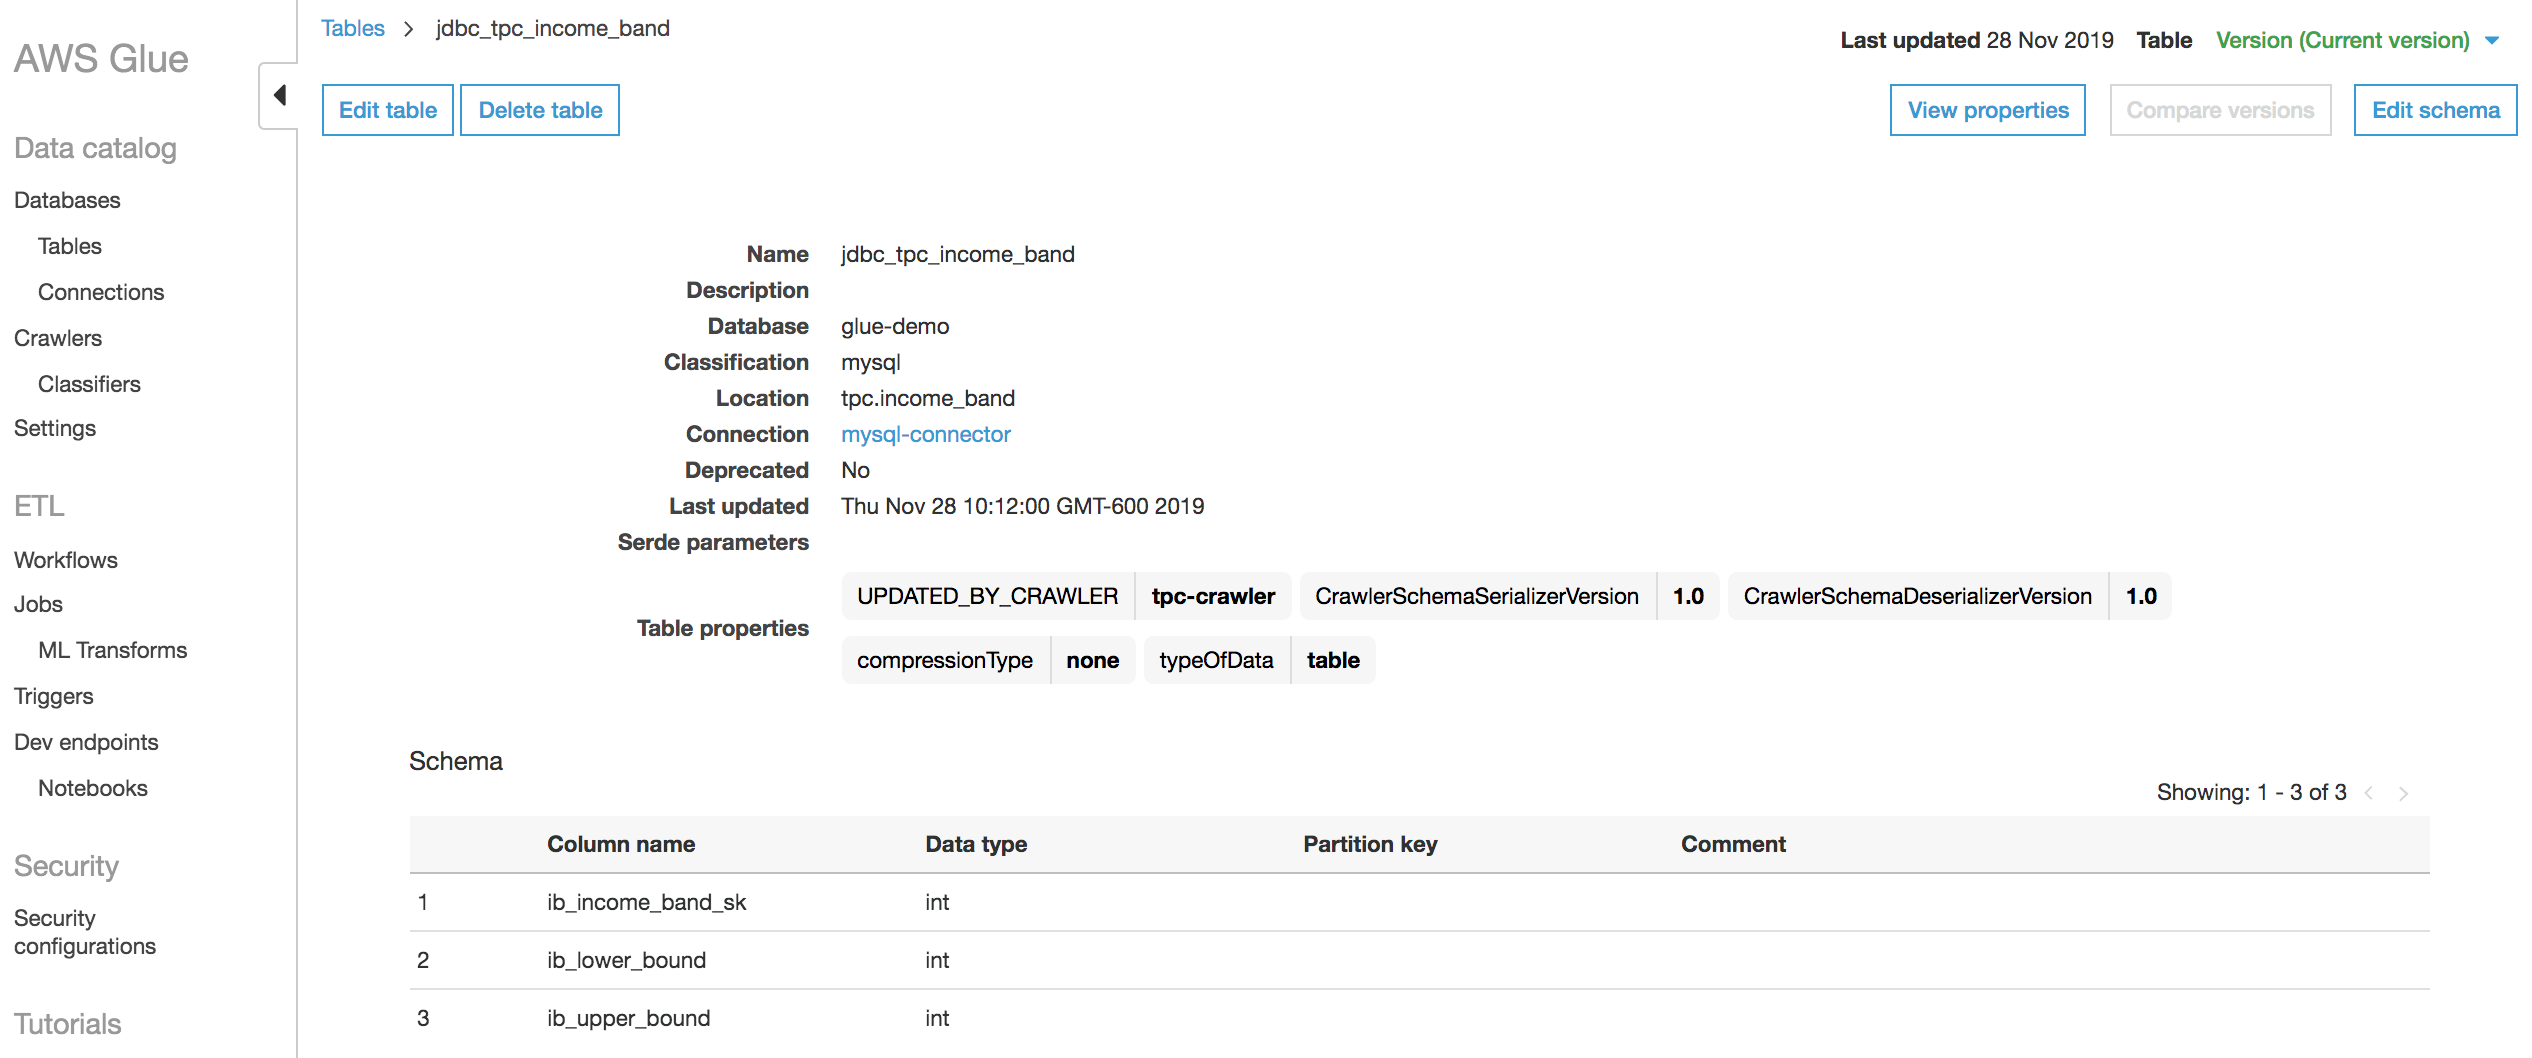 AWS Glue
Data catalog
Databases
Tables
Connections
Crawlers
Classifiers
Settings
ETL
Workflows
Jobs
ML Transforms
Triggers
Dev endpoints
Notebooks
Security
Security
configurations
Tutorials
Tables > jdbc_tpc_income_band
Last updated 28 Nov 2019 Table Version (Current version)
Edit table Delete table View properties Compare versions Edit schema
Name jdbc_tpc_income_band
Description
Database glue-demo
Classification mysql
Location tpc.income_band
Connection mysql-connector
Deprecated No
Last updated Thu Nov 28 10:12:00 GMT-600 2019
Serde parameters
Table properties
UPDATED_BY_CRAWLER tpc-crawler CrawlerSchemaSerializerVersion 1.0 CrawlerSchemaDeserializerVersion 1.0
compressionType none typeOfData table
Schema
Showing: 1 - 3 of 3 < >
Column name Data type Partition key Comment
1 ib_income_band_sk int
2 ib_lower_bound int
3 ib_upper_bound int